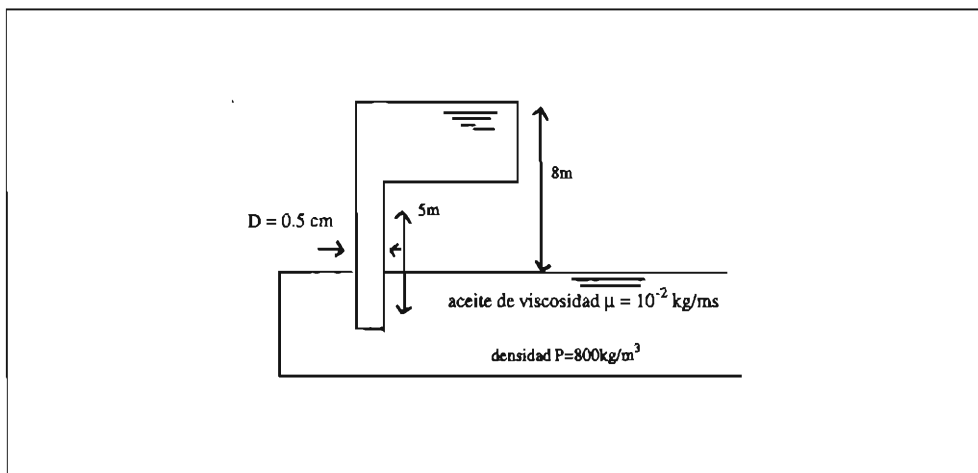 8m
5m
D = 0.5 cm
aceite de viscosidad μ = 10⁻² kg/ms
densidad P=800kg/m³